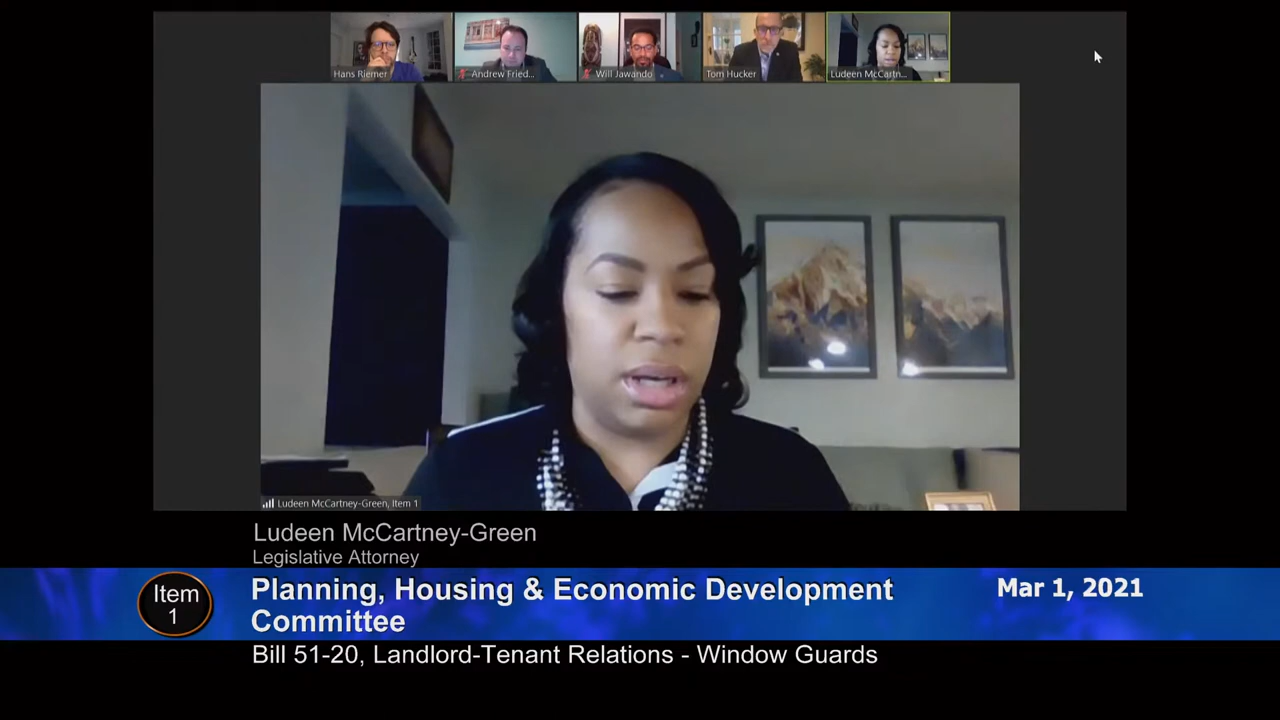 Hans Riemer
Andrew Fried...
Will Jawando
Tom Hucker
Ludeen McCartn...
Ludeen McCartney-Green, Item 1
Ludeen McCartney-Green
Legislative Attorney
Item
1
Planning, Housing & Economic Development
Committee
Mar 1, 2021
Bill 51-20, Landlord-Tenant Relations - Window Guards